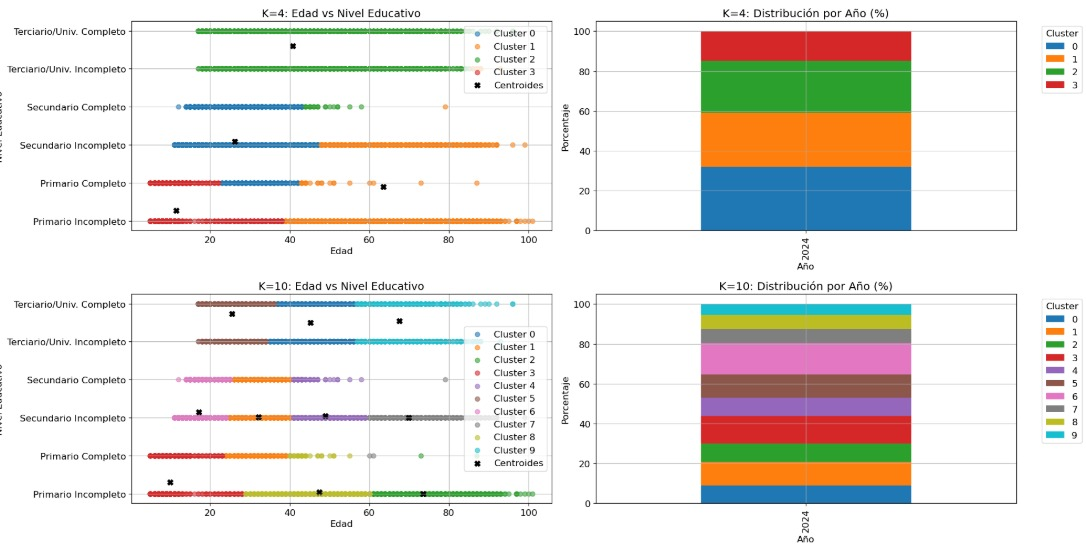 K=4: Edad vs Nivel Educativo
Terciario/Univ. Completo
Terciario/Univ. Incompleto
Secundario Completo
Secundario Incompleto
Primario Completo
Primario Incompleto
20 40 60 80 100
Edad
Cluster 0
Cluster 1
Cluster 2
Cluster 3
Centroides
K=4: Distribución por Año (%)
Porcentaje
100
80
60
40
20
0
2024
Año
Cluster
0
1
2
3
K=10: Edad vs Nivel Educativo
Terciario/Univ. Completo
Terciario/Univ. Incompleto
Secundario Completo
Secundario Incompleto
Primario Completo
Primario Incompleto
20 40 60 80 100
Edad
Cluster 0
Cluster 1
Cluster 2
Cluster 3
Cluster 4
Cluster 5
Cluster 6
Cluster 7
Cluster 8
Cluster 9
Centroides
K=10: Distribución por Año (%)
Porcentaje
100
80
60
40
20
0
2024
Año
Cluster
0
1
2
3
4
5
6
7
8
9